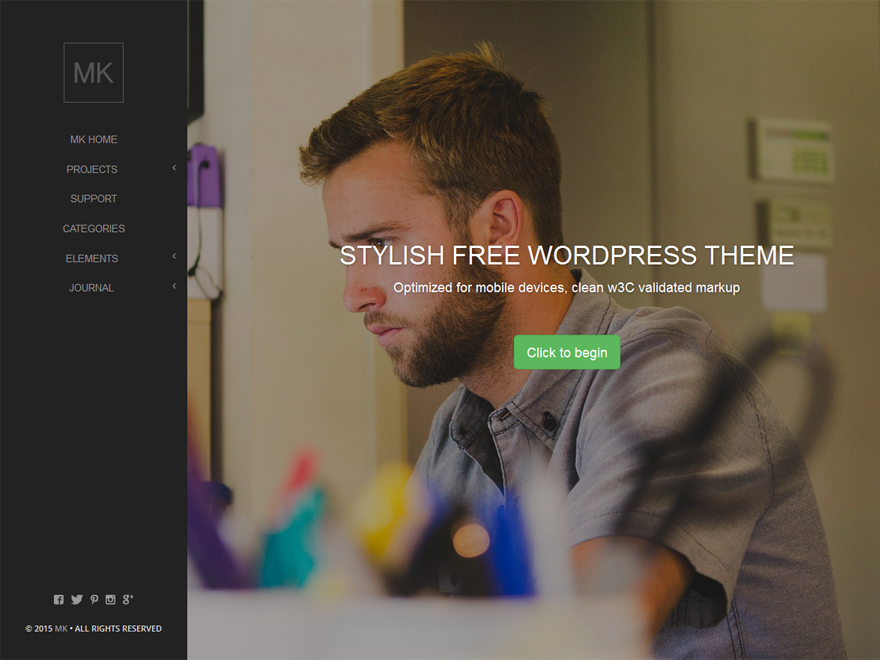 MK
MK HOME
PROJECTS
SUPPORT
CATEGORIES
ELEMENTS
JOURNAL
STYLISH FREE WORDPRESS THEME
Optimized for mobile devices, clean w3C validated markup
Click to begin
© 2015 MK • ALL RIGHTS RESERVED